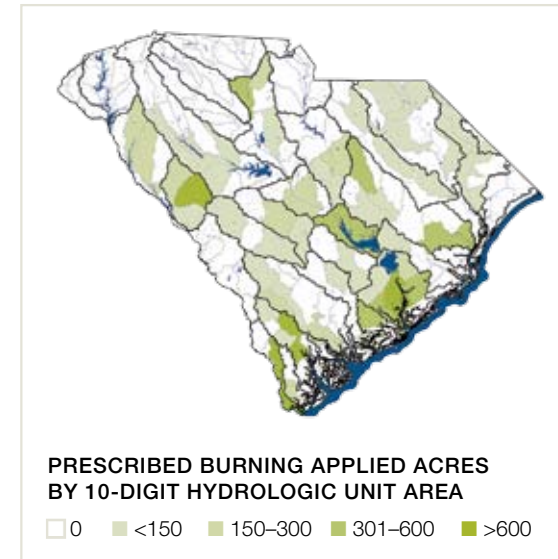 PRESCRIBED BURNING APPLIED ACRES
BY 10-DIGIT HYDROLOGIC UNIT AREA
0 <150 150–300 301–600 >600